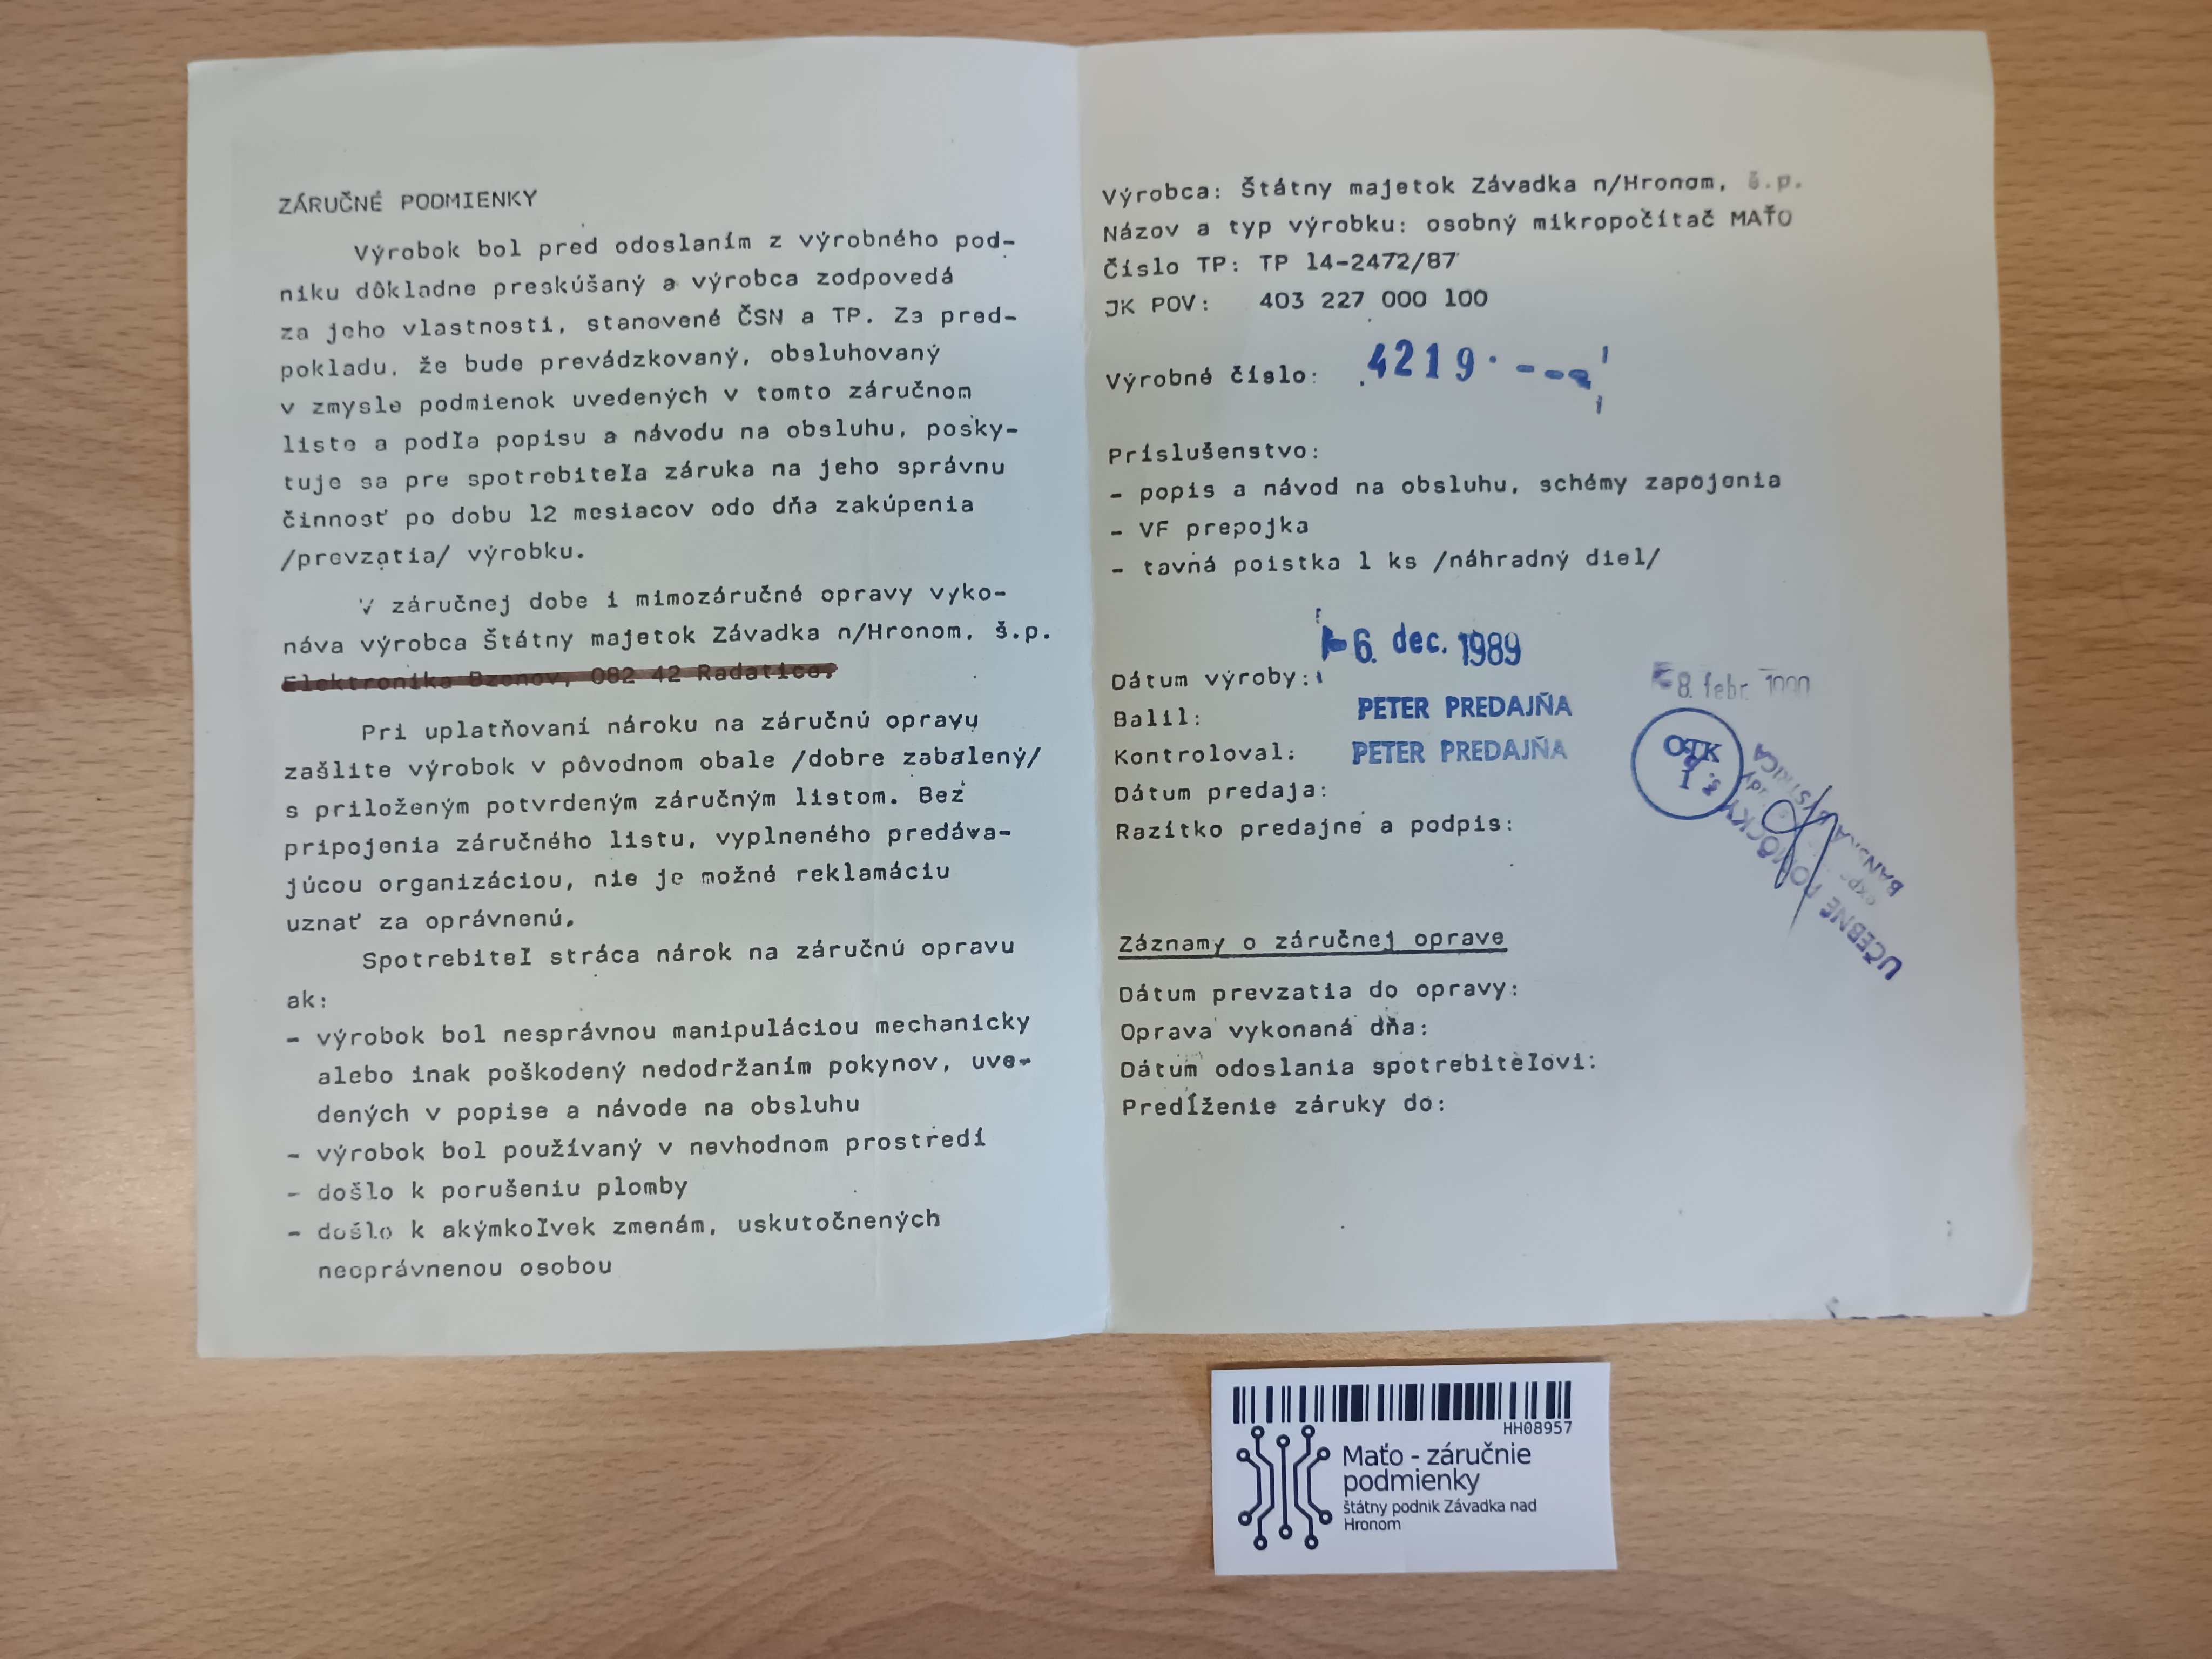 ZÁRUČNÉ PODMIENKY
Výrobok bol pred odoslaním z výrobného pod-
niku dôkladne preskúšaný a výrobca zodpovedá
za jeho vlastnosti, stanovené ČSN a TP. Za pred-
pokladu, že bude prevádzkovaný, obsluhovaný
v zmysle podmienok uvedených v tomto záručnom
liste a podľa popisu a návodu na obsluhu, posky-
tuje sa pre spotrebiteľa záruka na jeho správnu
činnosť po dobu 12 mesiacov odo dňa zakúpenia
/prevzatia/ výrobku.
V záručnej dobe i mimozáručné opravy vyko-
náva výrobca Štátny majetok Závadka n/Hronom, š.p.
Elektronika Bzenov, 082 42 Radatice.
Pri uplatňovaní nároku na záručnú opravu
zašlite výrobok v pôvodnom obale /dobre zabalený/
s priloženým potvrdeným záručným listom. Bez
pripojenia záručného listu, vyplneného predáva-
júcou organizáciou, nie je možné reklamáciu
uznať za oprávnenú.
Spotrebiteľ stráca nárok na záručnú opravu
ak:
- výrobok bol nesprávnou manipuláciou mechanicky
alebo inak poškodený nedodržaním pokynov, uve-
dených v popise a návode na obsluhu
- výrobok bol používaný v nevhodnom prostredí
- došlo k porušeniu plomby
- došlo k akýmkoľvek zmenám, uskutočnených
neoprávnenou osobou
Výrobca: Štátny majetok Závadka n/Hronom, š.p.
Názov a typ výrobku: osobný mikropočítač MAŤO
Číslo TP: TP 14-2472/87
JK POV: 403 227 000 100
Výrobné číslo: 4219
Príslušenstvo:
- popis a návod na obsluhu, schémy zapojenia
- VF prepojka
- tavná poistka 1 ks /náhradný diel/
Dátum výroby: 6. dec. 1989
8. febr.
Balil: PETER PREDAJŇA
Kontroloval: PETER PREDAJŇA
OTK
1
Dátum predaja:
Razítko predajne a podpis:
UČEBNÉ POMÔCKY
BANSKÁ BYSTRICA
Záznamy o záručnej oprave
Dátum prevzatia do opravy:
Oprava vykonaná dňa:
Dátum odoslania spotrebiteľovi:
Predĺženie záruky do:
HH08957
Maťo - záručnie
podmienky
štátny podnik Závadka nad
Hronom